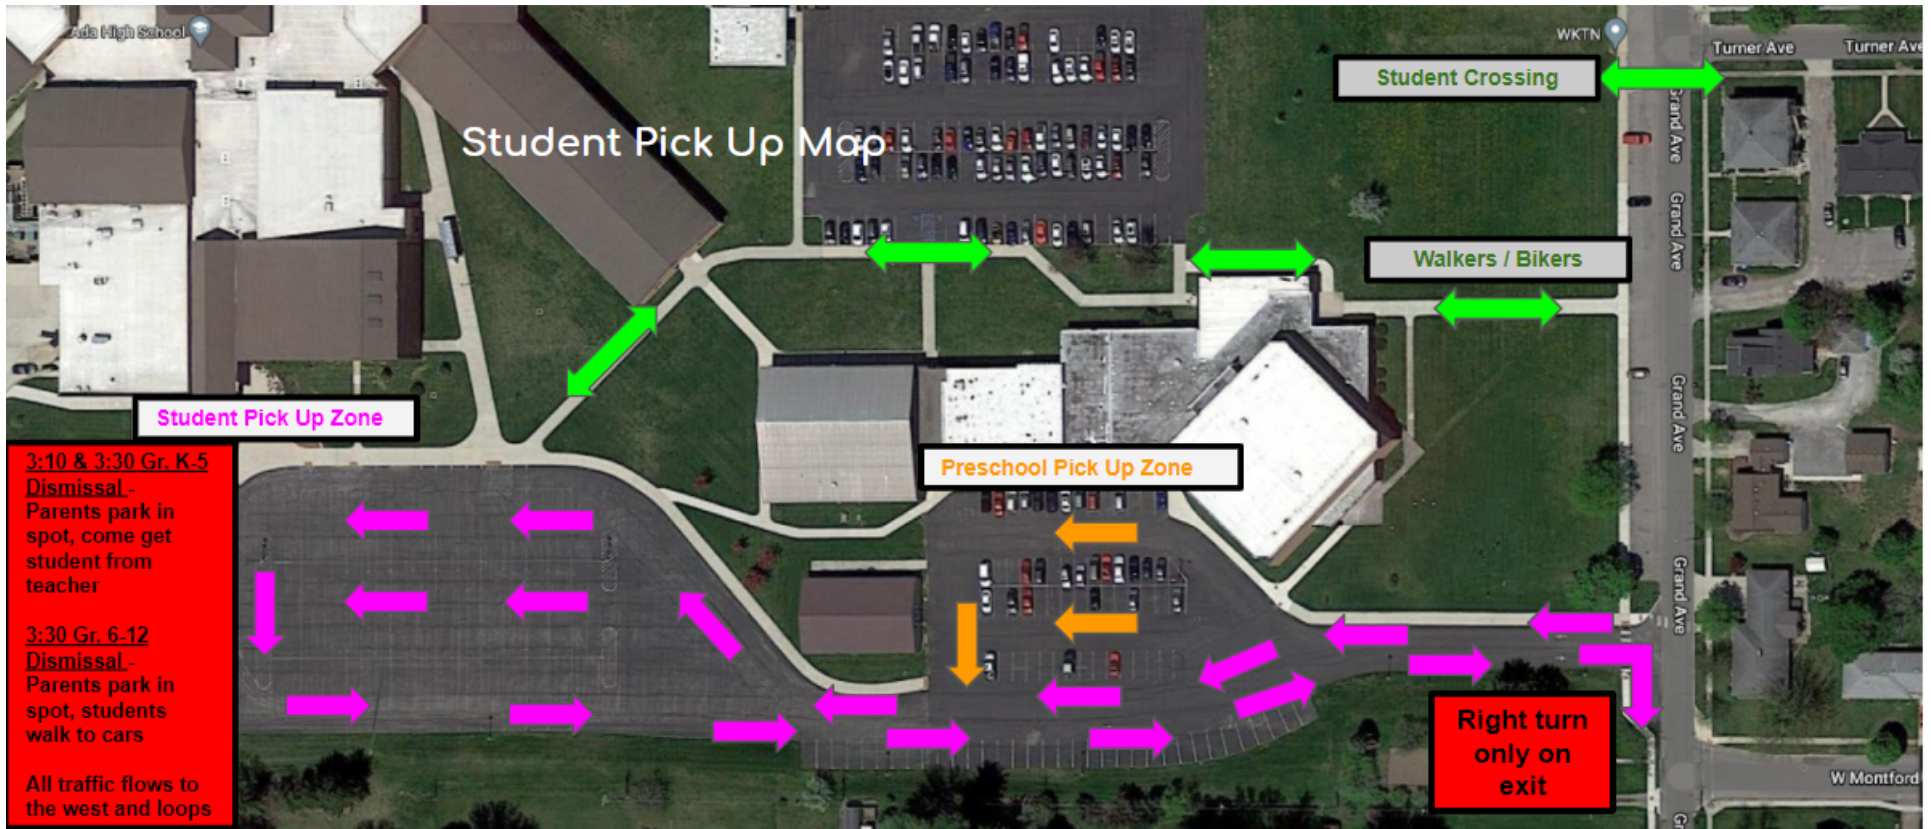 Ada High School
WKTN
Turner Ave
Turner Ave
Student Crossing
Grand Ave
Student Pick Up Map
Grand Ave
Walkers / Bikers
Grand Ave
Student Pick Up Zone
Preschool Pick Up Zone
3:10 & 3:30 Gr. K-5
Dismissal -
Parents park in
spot, come get
student from
teacher
3:30 Gr. 6-12
Dismissal -
Parents park in
spot, students
walk to cars
All traffic flows to
the west and loops
Grand Ave
Right turn
only on
exit
W Montford